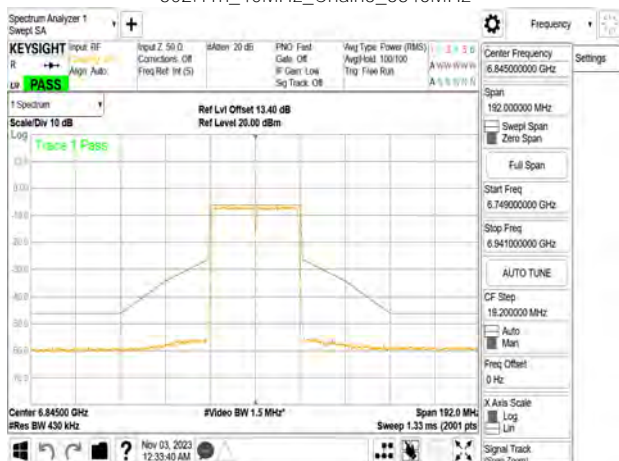 Spectrum Analyzer 1
Swept SA
+
Frequency
KEYSIGHT
R
LXI
PASS
Input: RF
Align: Auto
Input Z: 50 Ω
Corrections: Off
Freq Ref: Int (S)
#Atten: 20 dB
PNO: Fast
Gate: Off
IF Gain: Low
Sig Track: Off
Avg Type: Power (RMS)
Avg|Hold: 100/100
Trig: Free Run
1 Spectrum
Scale/Div 10 dB
Ref Lvl Offset 13.40 dB
Ref Level 20.00 dBm
Log
Trace 1 Pass
Center 6.84500 GHz
#Res BW 430 kHz
#Video BW 1.5 MHz*
Span 192.0 MHz
Sweep 1.33 ms (2001 pts
Nov 03, 2023
12:33:40 AM
Center Frequency
6.845000000 GHz
Settings
Span
192.000000 MHz
Swept Span
Zero Span
Full Span
Start Freq
6.749000000 GHz
Stop Freq
6.941000000 GHz
AUTO TUNE
CF Step
19.200000 MHz
Auto
Man
Freq Offset
0 Hz
X Axis Scale
Log
Lin
Signal Track